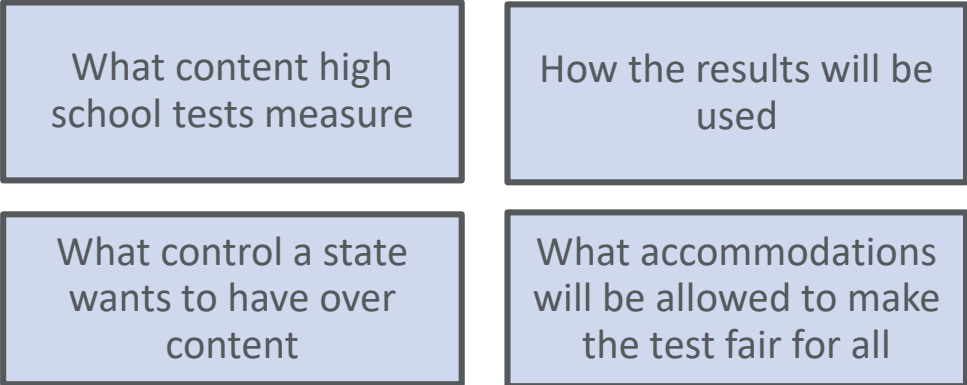 What content high
school tests measure
How the results will be
used
What control a state
wants to have over
content
What accommodations
will be allowed to make
the test fair for all